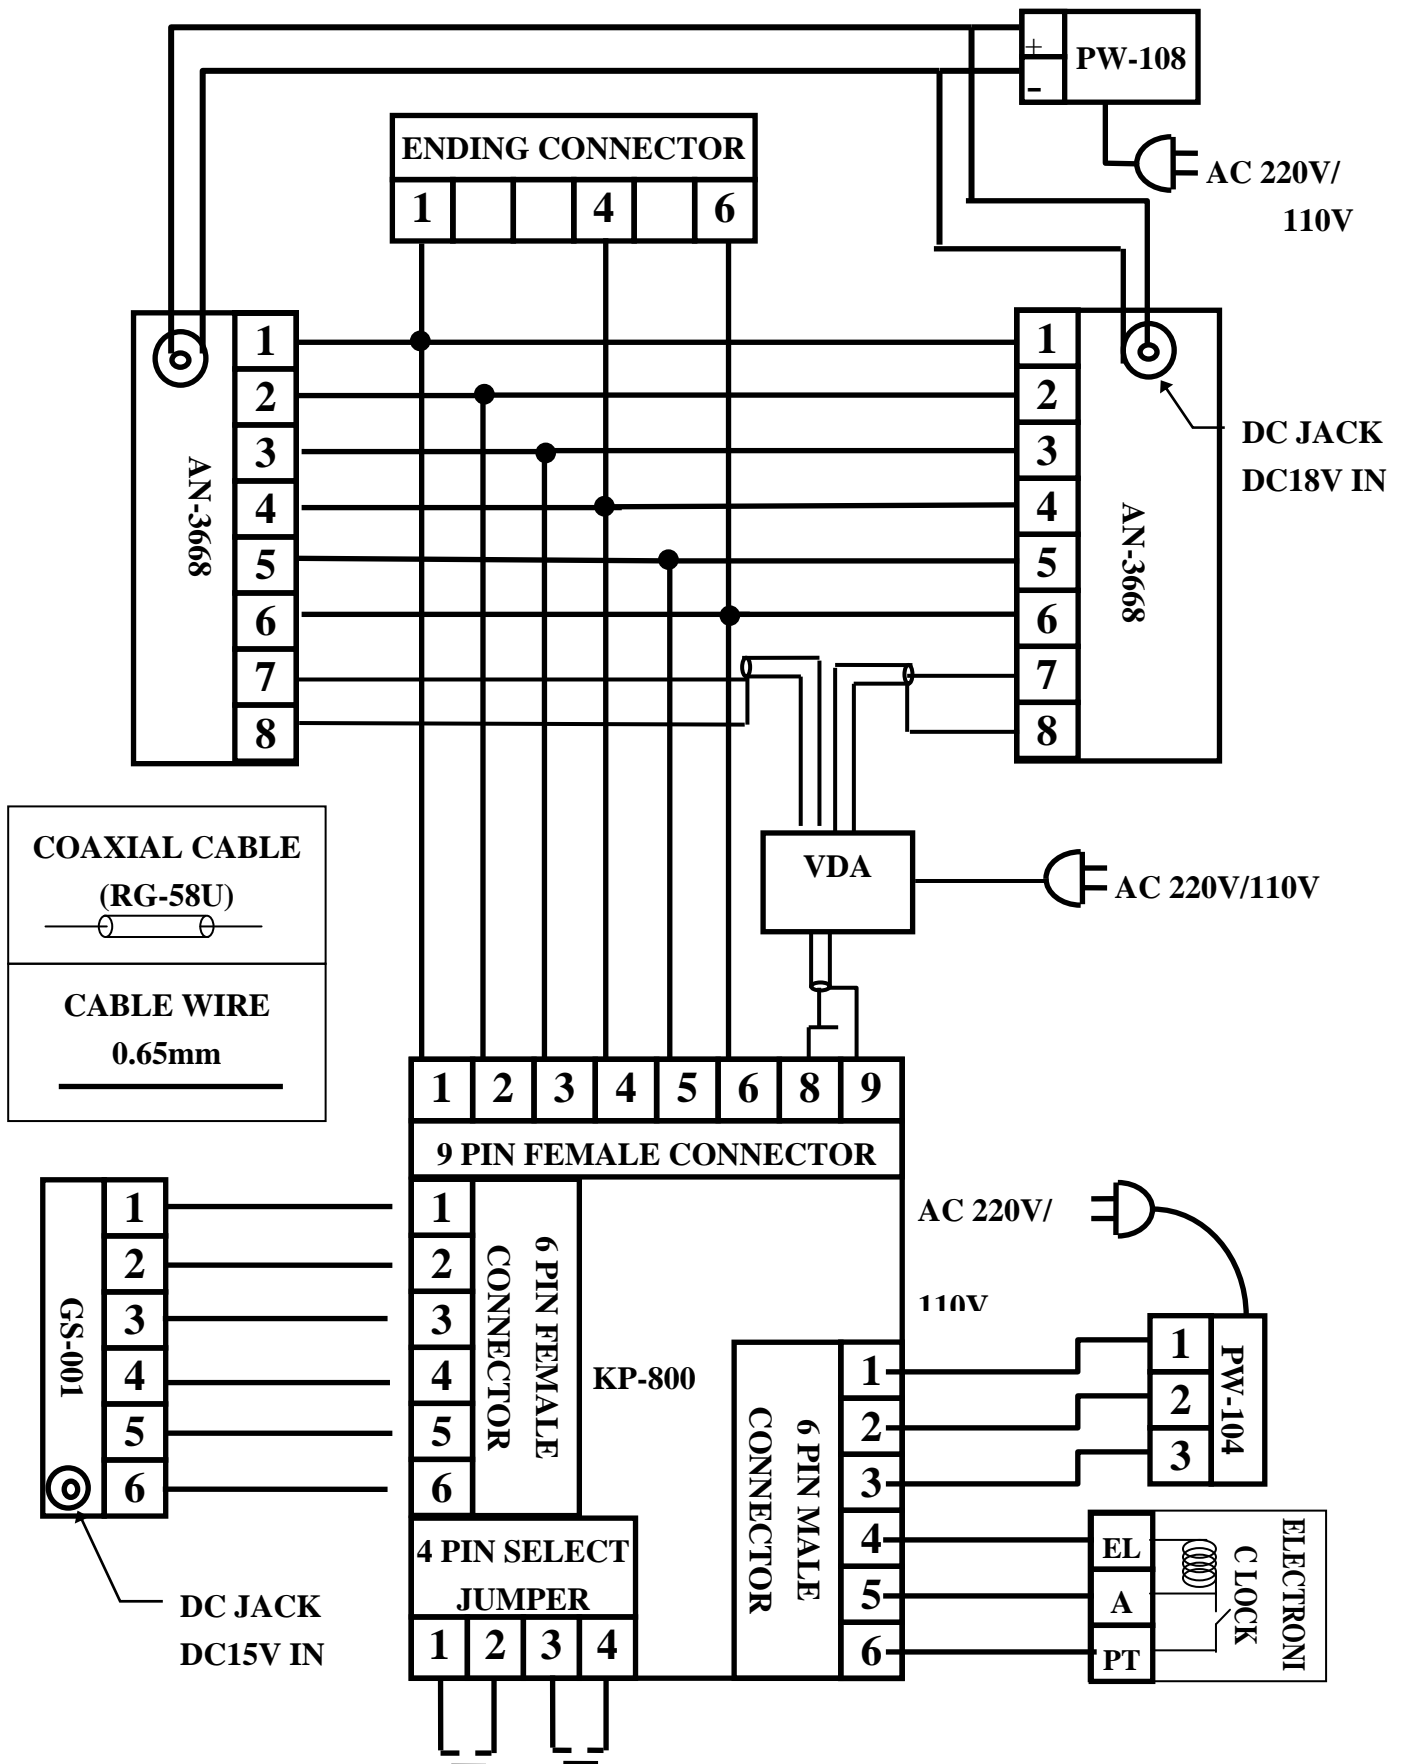 +
PW-108
-
ENDING CONNECTOR
1 4 6
AC 220V/
110V
1
2
3
4
5
6
7
8
AN-3668
1
2
3
4
5
6
7
8
AN-3668
DC JACK
DC18V IN
COAXIAL CABLE
(RG-58U)
CABLE WIRE
0.65mm
VDA
AC 220V/110V
1 2 3 4 5 6 8 9
9 PIN FEMALE CONNECTOR
GS-001
1
2
3
4
5
6
DC JACK
DC15V IN
1
2
3
4
5
6
6 PIN FEMALE
CONNECTOR
KP-800
4 PIN SELECT
JUMPER
1 2 3 4
6 PIN MALE
CONNECTOR
1
2
3
4
5
6
AC 220V/
110V
1
2
3
PW-104
EL
A
PT
ELECTRONI
C LOCK